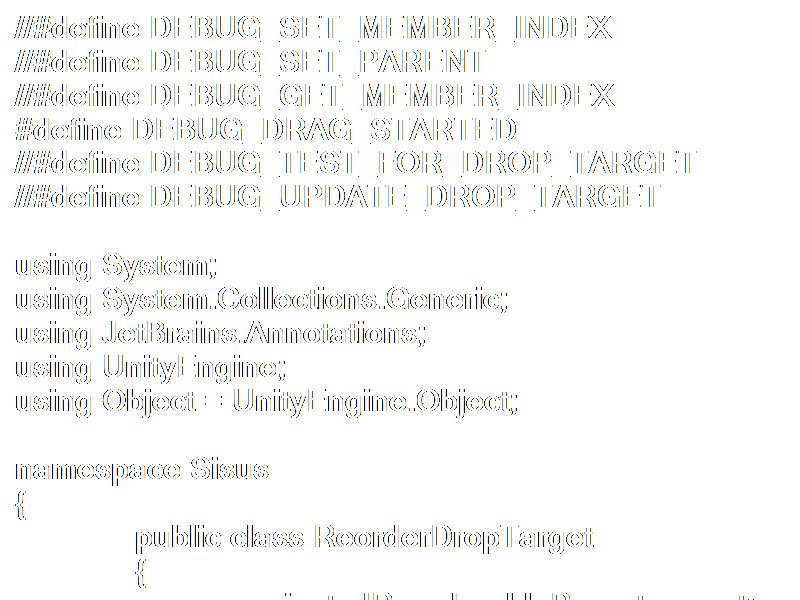 //#define DEBUG_SET_MEMBER_INDEX
//#define DEBUG_SET_PARENT
//#define DEBUG_GET_MEMBER_INDEX
#define DEBUG_DRAG_STARTED
//#define DEBUG_TEST_FOR_DROP_TARGET
//#define DEBUG_UPDATE_DROP_TARGET
using System;
using System.Collections.Generic;
using JetBrains.Annotations;
using UnityEngine;
using Object = UnityEngine.Object;
namespace Sisus
{
public class ReorderDropTarget
{